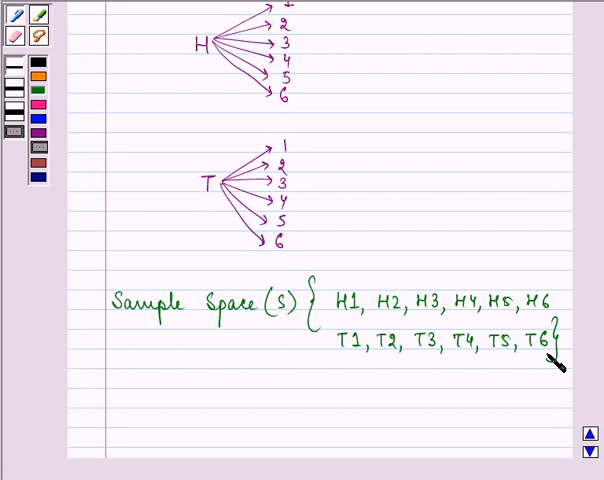 1
2
H 3
4
5
6
1
2
T 3
4
5
6
Sample Space (S) { H1, H2, H3, H4, H5, H6
T1, T2, T3, T4, T5, T6 }